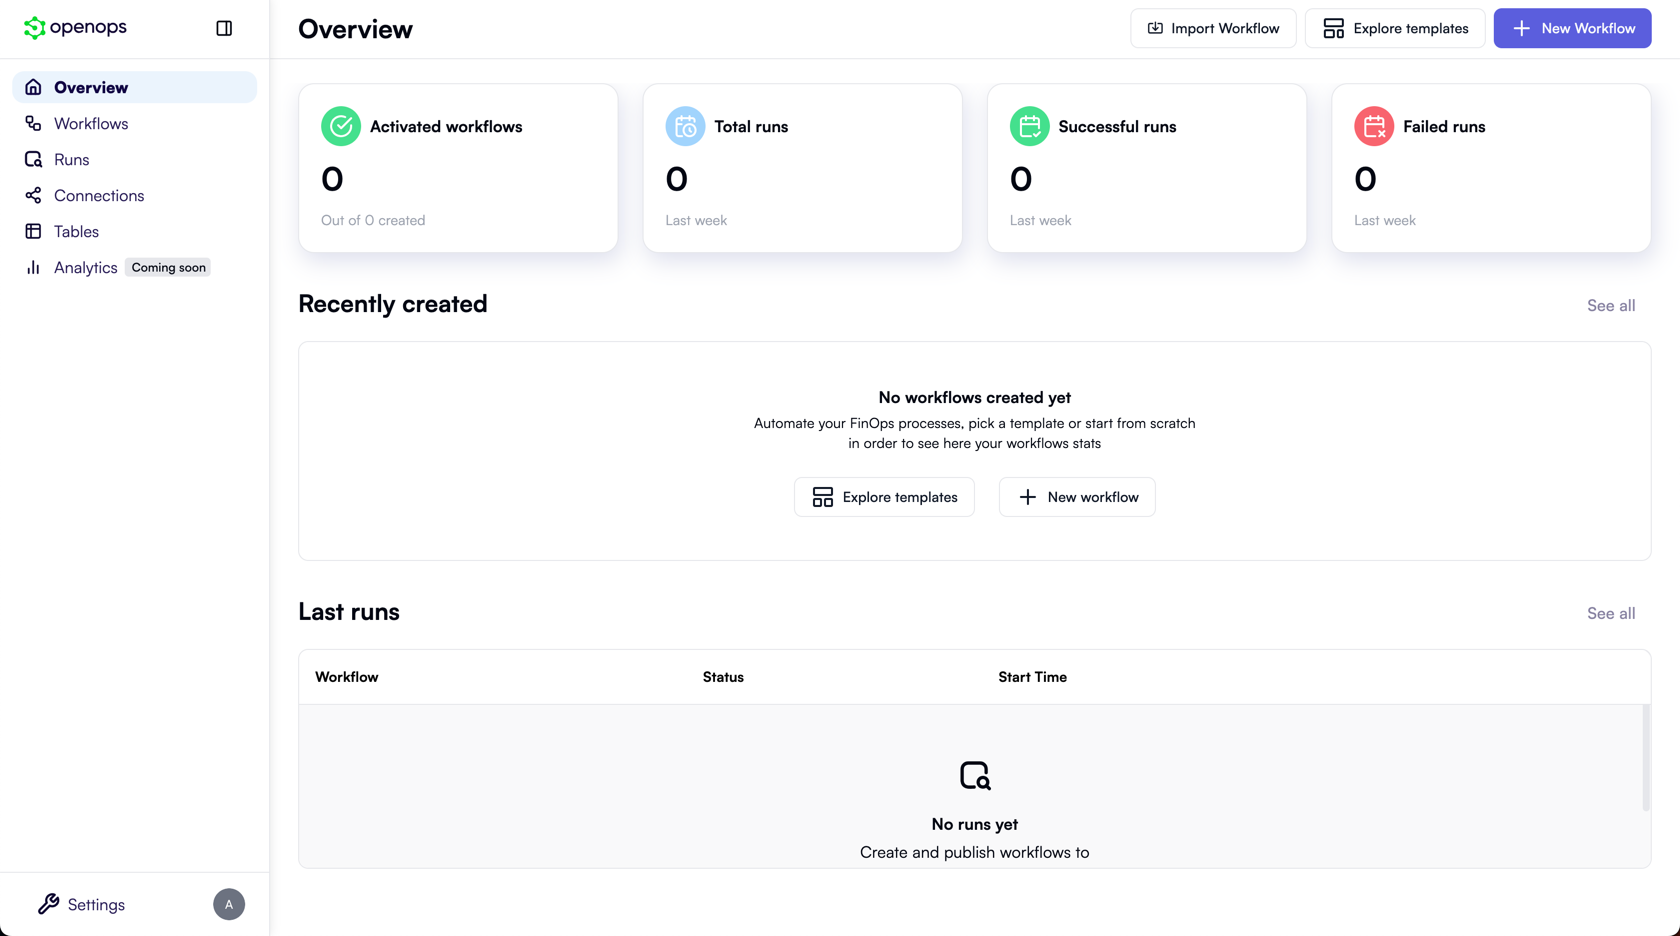 openops
Overview
Import Workflow
Explore templates
New Workflow
Overview
Workflows
Runs
Connections
Tables
Analytics
Coming soon
Activated workflows
0
Out of 0 created
Total runs
0
Last week
Successful runs
0
Last week
Failed runs
0
Last week
Recently created
See all
No workflows created yet
Automate your FinOps processes, pick a template or start from scratch
in order to see here your workflows stats
Explore templates
New workflow
Last runs
See all
Workflow
Status
Start Time
No runs yet
Create and publish workflows to
Settings
A